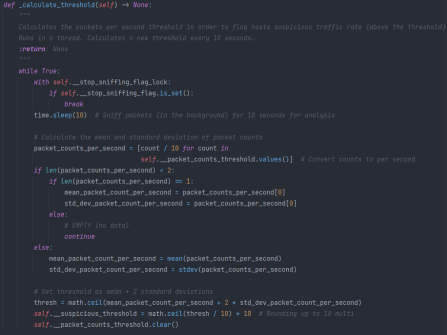 def _calculate_threshold(self) -> None:
"""
Calculates the packets per second threshold in order to flag hosts suspicious traffic rate (above the threshold)
Runs in a thread. Calculates a new threshold every 10 seconds.
:return: None
"""
while True:
with self.__stop_sniffing_flag_lock:
if self.__stop_sniffing_flag.is_set():
break
time.sleep(10)  # Sniff packets (in the background) for 10 seconds for analysis
# Calculate the mean and standard deviation of packet counts
packet_counts_per_second = [count / 10 for count in
self.__packet_counts_threshold.values()]  # Convert counts to per second
if len(packet_counts_per_second) < 2:
if len(packet_counts_per_second) == 1:
mean_packet_count_per_second = packet_counts_per_second[0]
std_dev_packet_count_per_second = packet_counts_per_second[0]
else:
# EMPTY (no data)
continue
else:
mean_packet_count_per_second = mean(packet_counts_per_second)
std_dev_packet_count_per_second = stdev(packet_counts_per_second)
# Set threshold as mean + 2 standard deviations
thresh = math.ceil(mean_packet_count_per_second + 2 * std_dev_packet_count_per_second)
self.__suspicious_threshold = math.ceil(thresh / 10) * 10  # Rounding up to 10 multi
self.__packet_counts_threshold.clear()